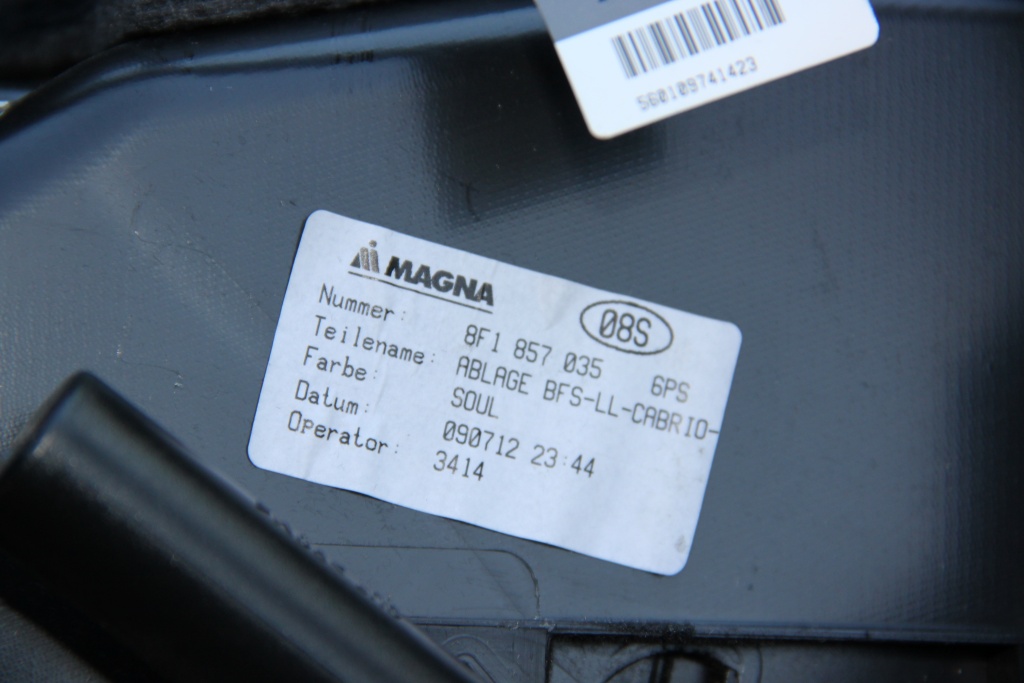 560109741423
MAGNA
08S
Nummer: 8F1 857 035 6PS
Teilename: ABLAGE BFS-LL-CABRIO-
Farbe: SOUL
Datum: 090712 23:44
Operator: 3414